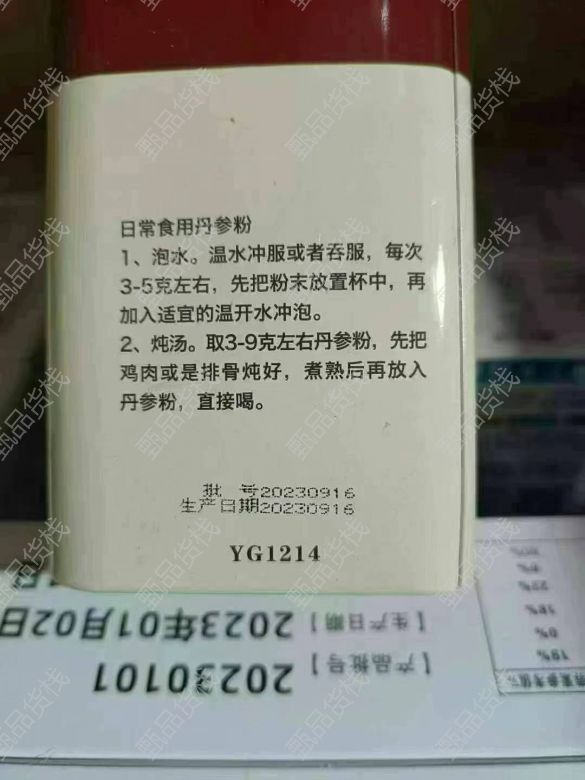 日常食用丹参粉
1、泡水。温水冲服或者吞服，每次
3-5克左右，先把粉末放置杯中，再
加入适宜的温开水冲泡。
2、炖汤。取3-9克左右丹参粉，先把
鸡肉或是排骨炖好，煮熟后再放入
丹参粉，直接喝。
批 号20230916
生产日期20230916
YG1214
【生产日期】2023年01月02日
【产品批号】20230101
甄品货栈